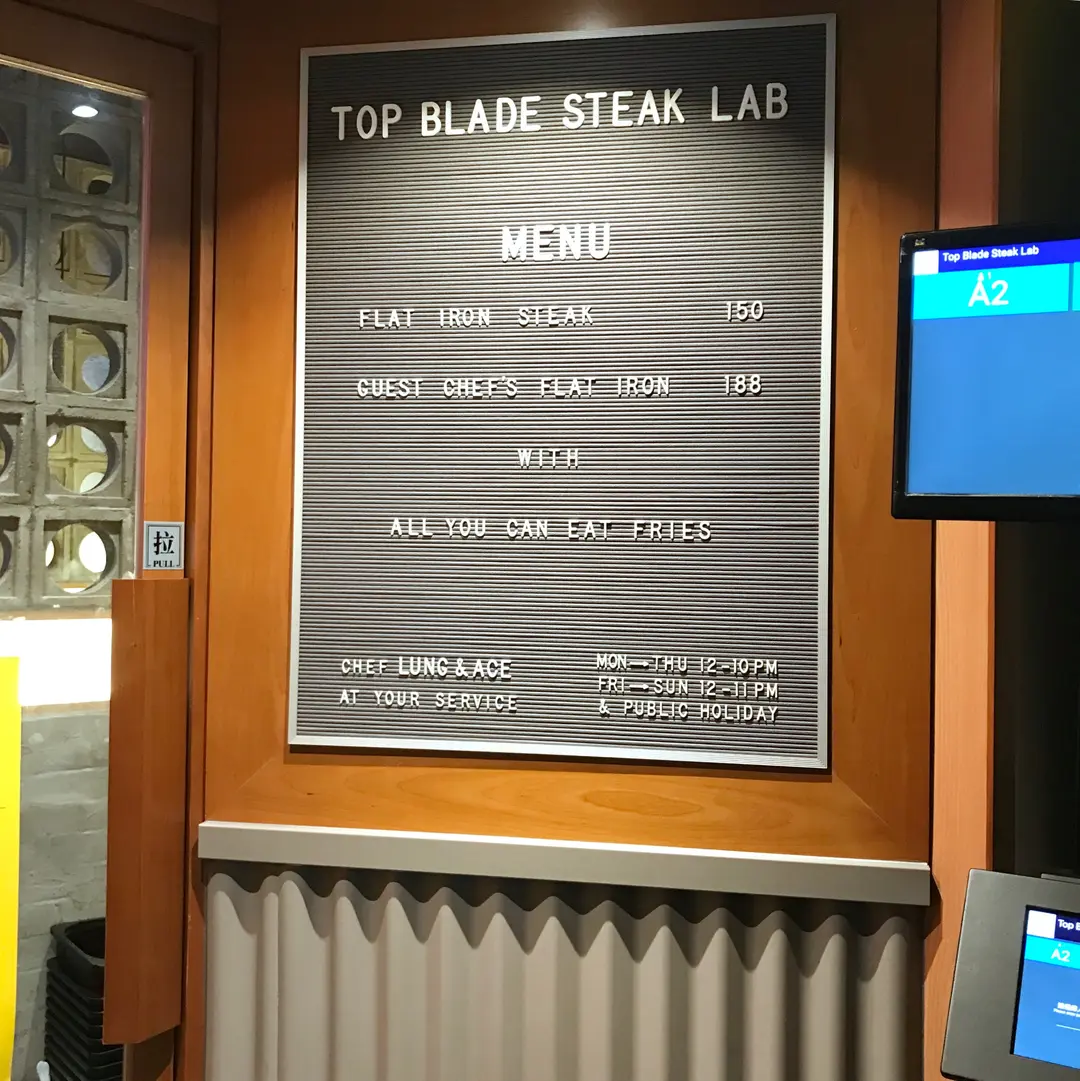 TOP BLADE STEAK LAB
MENU
FLAT IRON STEAK 150
GUEST CHEF'S FLAT IRON 188
WITH
ALL YOU CAN EAT FRIES
CHEF LUNG & ACE
AT YOUR SERVICE
MON.→THU 12-10PM
FRI.→SUN 12-11PM
& PUBLIC HOLIDAY
拉
PULL
Top Blade Steak Lab
A2
Top
A2